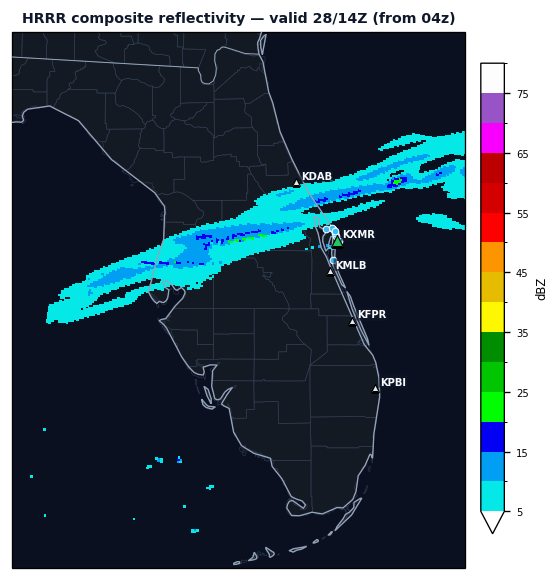 HRRR composite reflectivity — valid 28/14Z (from 04z)
75
65
55
45
35
25
15
5
dBZ
KDAB
KXMR
KMLB
KFPR
KPBI